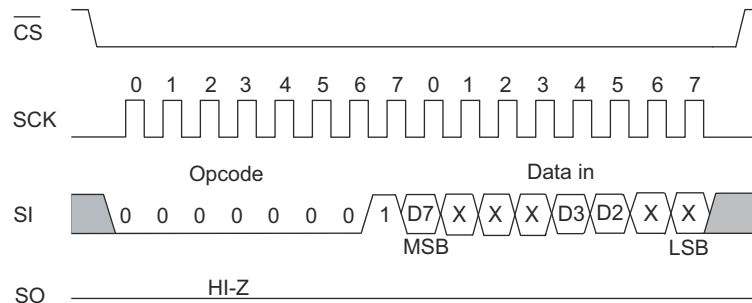 CS
0 1 2 3 4 5 6 7 0 1 2 3 4 5 6 7
SCK
Opcode Data in
SI 0 0 0 0 0 0 0 1 D7 X X X D3 D2 X X
MSB LSB
HI-Z
SO